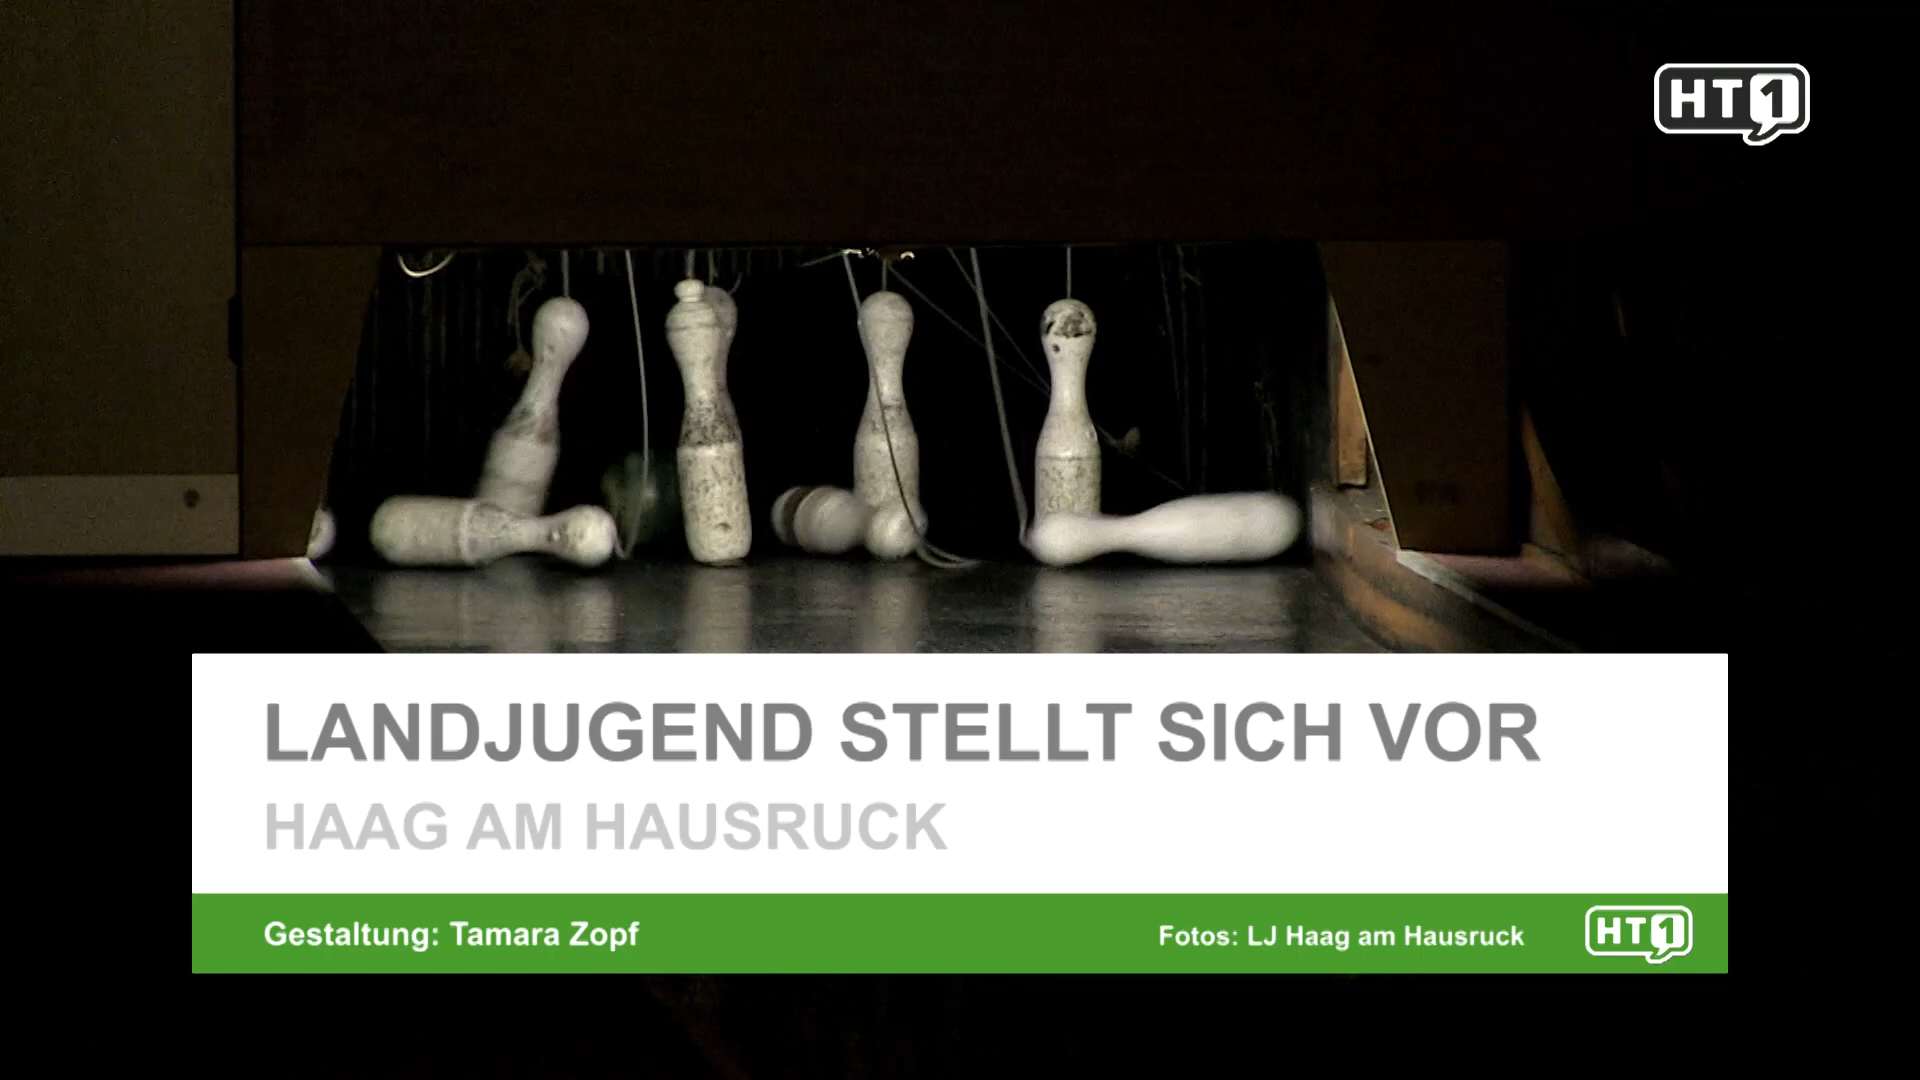 HT1
LANDJUGEND STELLT SICH VOR
HAAG AM HAUSRUCK
Gestaltung: Tamara Zopf
Fotos: LJ Haag am Hausruck
HT1